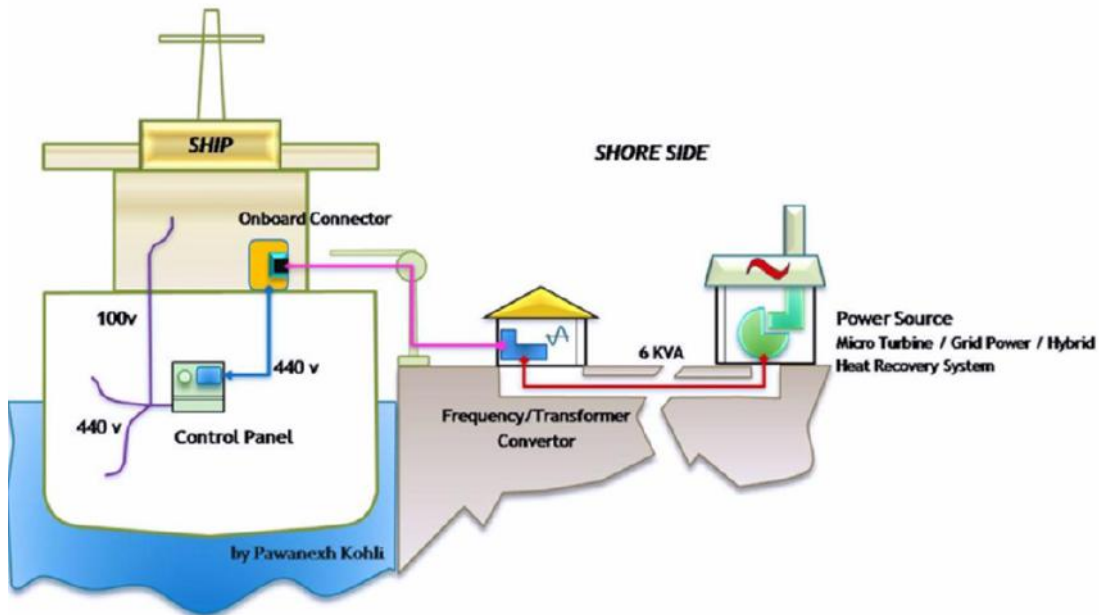 SHIP
SHORE SIDE
Onboard Connector
100v
440 v
440 v
Control Panel
6 KVA
Frequency/Transformer
Convertor
Power Source
Micro Turbine / Grid Power / Hybrid
Heat Recovery System
by Pawanexh Kohli